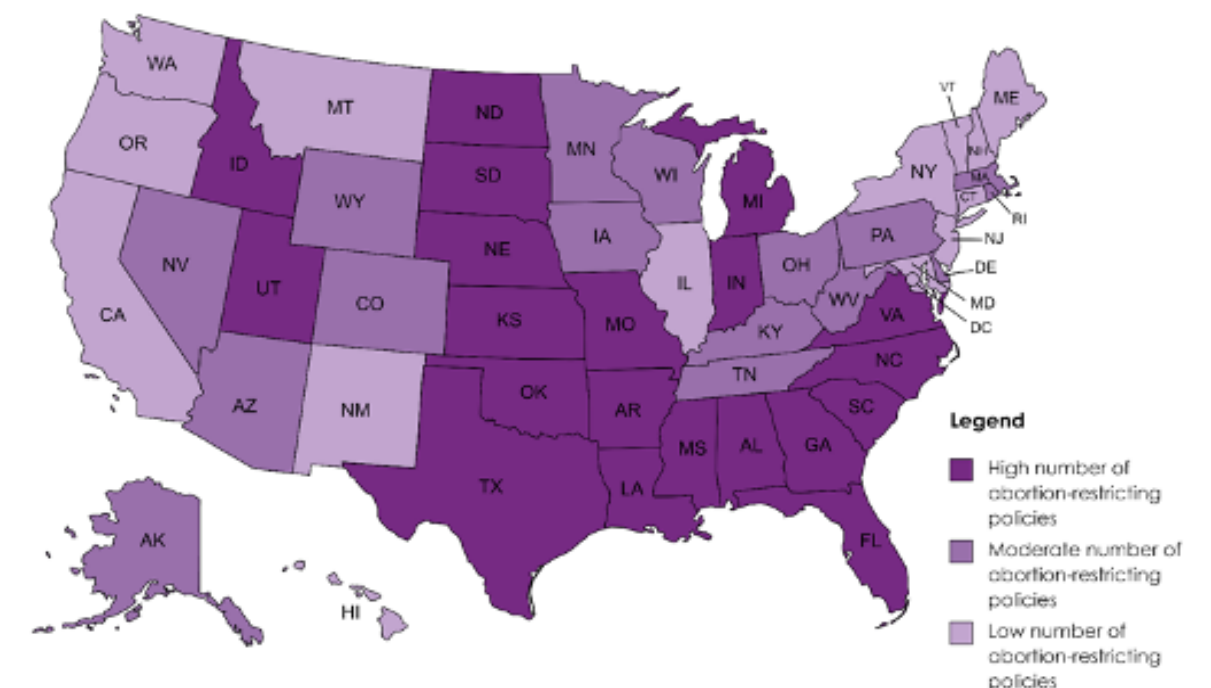 WA
VT
ME
MT
ND
OR
MN
ID
NH
SD
WI
NY
MA
WY
MI
CT
RI
IA
PA
NJ
NE
NV
OH
DE
UT
IL
IN
CO
WV
MD
CA
KS
MO
VA
DC
KY
NC
TN
OK
AZ
NM
AR
SC
MS
AL
GA
TX
LA
AK
FL
HI
Legend
High number of
abortion-restricting
policies
Moderate number of
abortion-restricting
policies
Low number of
abortion-restricting
policies